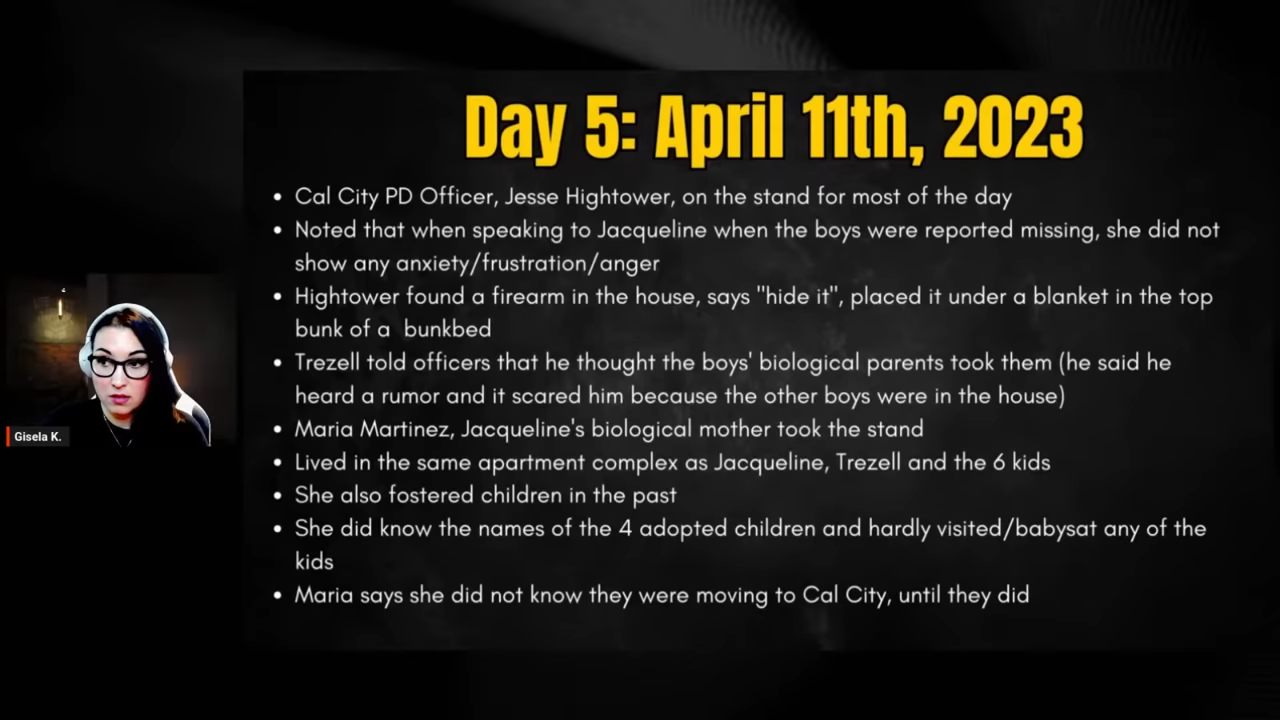 Day 5: April 11th, 2023
• Cal City PD Officer, Jesse Hightower, on the stand for most of the day
• Noted that when speaking to Jacqueline when the boys were reported missing, she did not
show any anxiety/frustration/anger
• Hightower found a firearm in the house, says "hide it", placed it under a blanket in the top
bunk of a bunkbed
• Trezell told officers that he thought the boys' biological parents took them (he said he
heard a rumor and it scared him because the other boys were in the house)
• Maria Martinez, Jacqueline's biological mother took the stand
• Lived in the same apartment complex as Jacqueline, Trezell and the 6 kids
• She also fostered children in the past
• She did know the names of the 4 adopted children and hardly visited/babysat any of the
kids
• Maria says she did not know they were moving to Cal City, until they did
Gisela K.